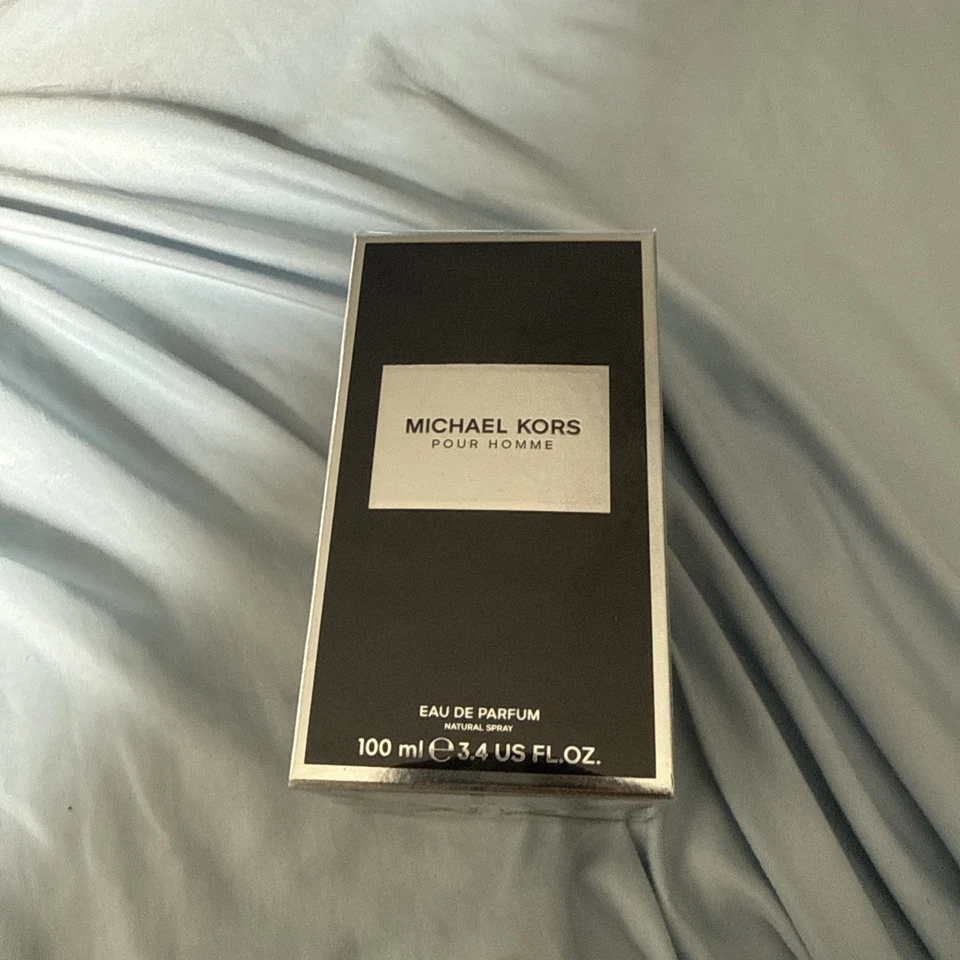 MICHAEL KORS
POUR HOMME
EAU DE PARFUM
NATURAL SPRAY
100 ml ℮ 3.4 US FL.OZ.